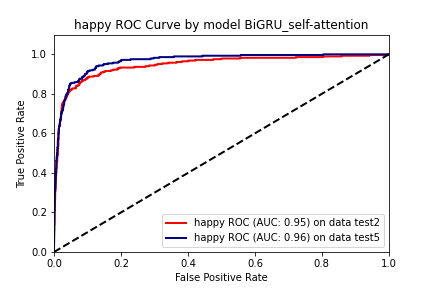 happy ROC Curve by model BiGRU_self-attention
True Positive Rate
1.0
0.8
0.6
0.4
0.2
0.0
happy ROC (AUC: 0.95) on data test2
happy ROC (AUC: 0.96) on data test5
0.0 0.2 0.4 0.6 0.8 1.0
False Positive Rate